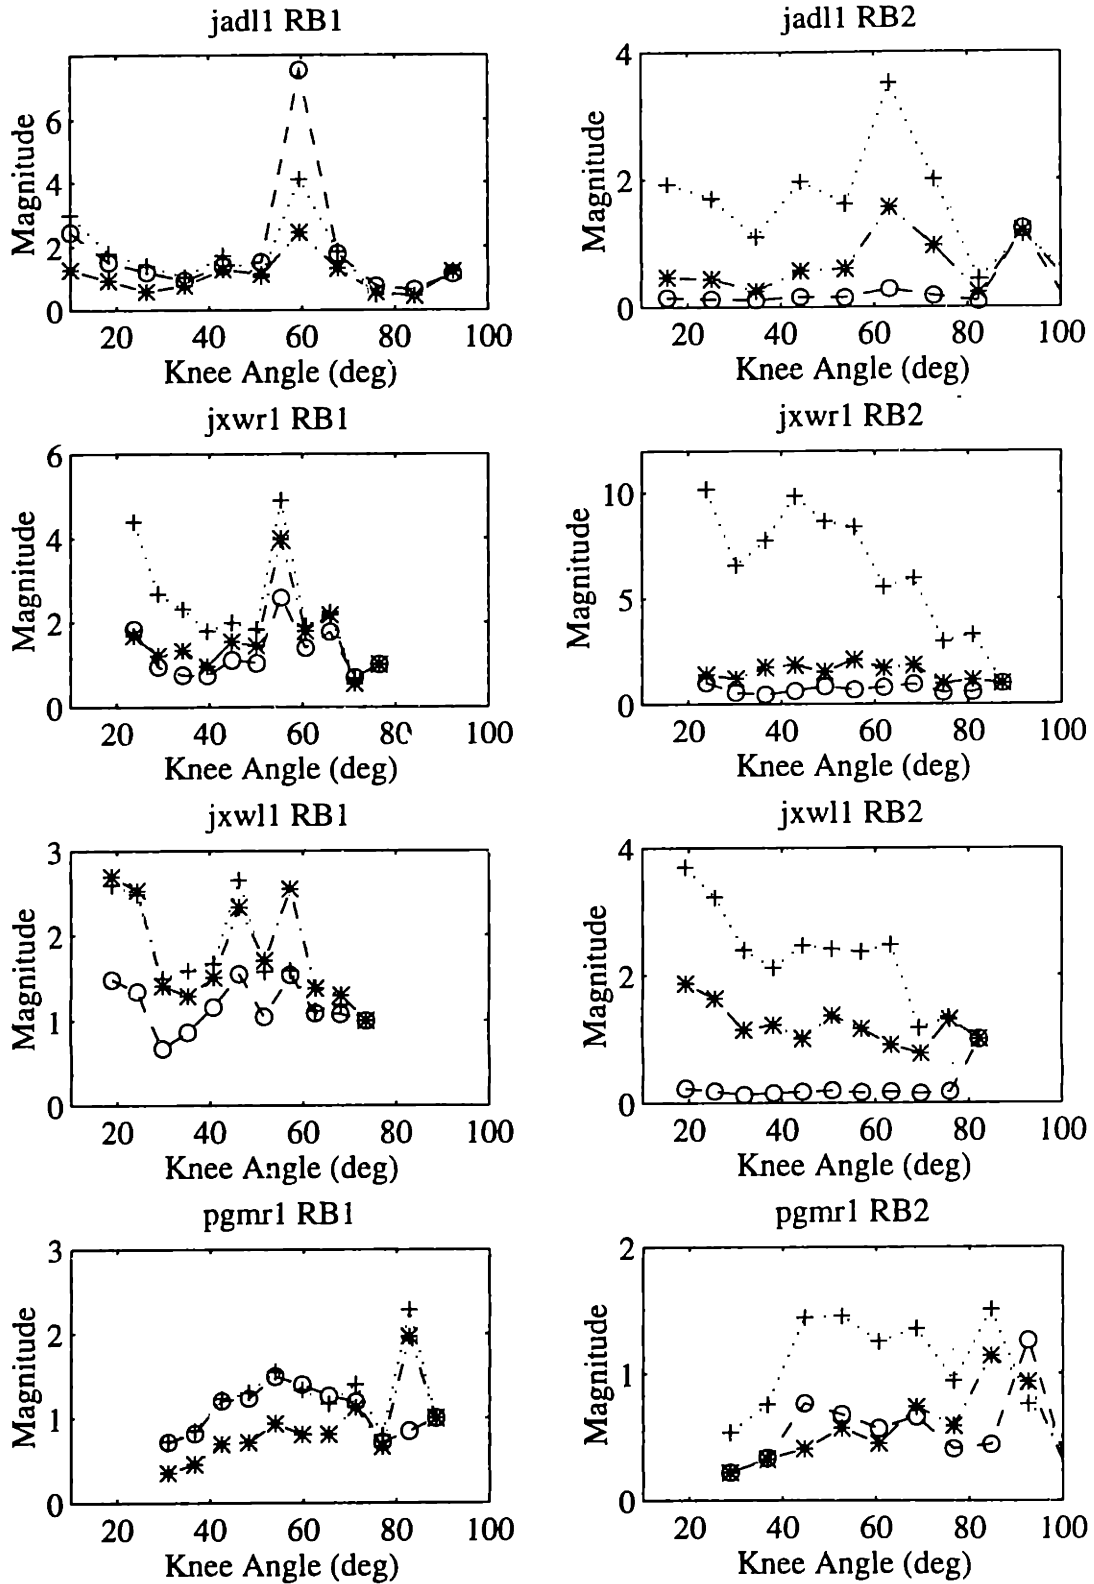 jadl1 RB1
Magnitude
6
4
2
0
20 40 60 80 100
Knee Angle (deg)
jadl1 RB2
Magnitude
4
2
0
20 40 60 80 100
Knee Angle (deg)
jxwr1 RB1
Magnitude
6
4
2
0
20 40 60 80 100
Knee Angle (deg)
jxwr1 RB2
Magnitude
10
5
0
20 40 60 80 100
Knee Angle (deg)
jxwl1 RB1
Magnitude
3
2
1
0
20 40 60 80 100
Knee Angle (deg)
jxwl1 RB2
Magnitude
4
2
0
20 40 60 80 100
Knee Angle (deg)
pgmr1 RB1
Magnitude
3
2
1
0
20 40 60 80 100
Knee Angle (deg)
pgmr1 RB2
Magnitude
2
1
0
20 40 60 80 100
Knee Angle (deg)